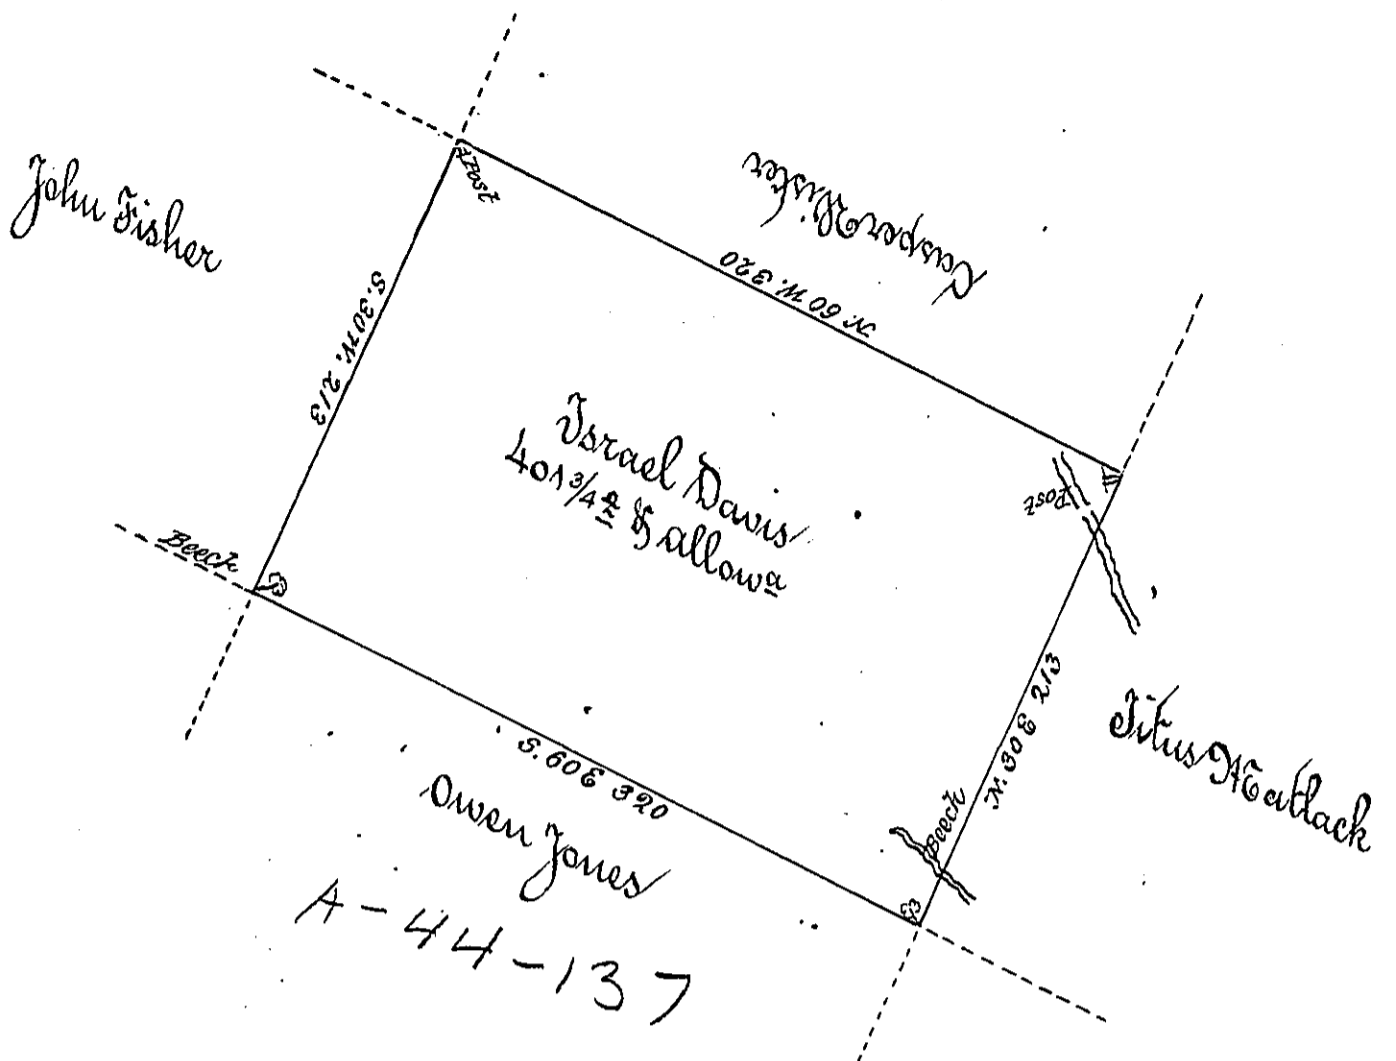 John Fisher
Post
Casper Wister
N. 60 W. 320
S. 30 W. 213
Israel Davis
401 3/4 a & allowa
Post
Beech
N. 30 E 213
Titus Matlack
S. 60 E 320
Beech
Owen Jones
A-44-137